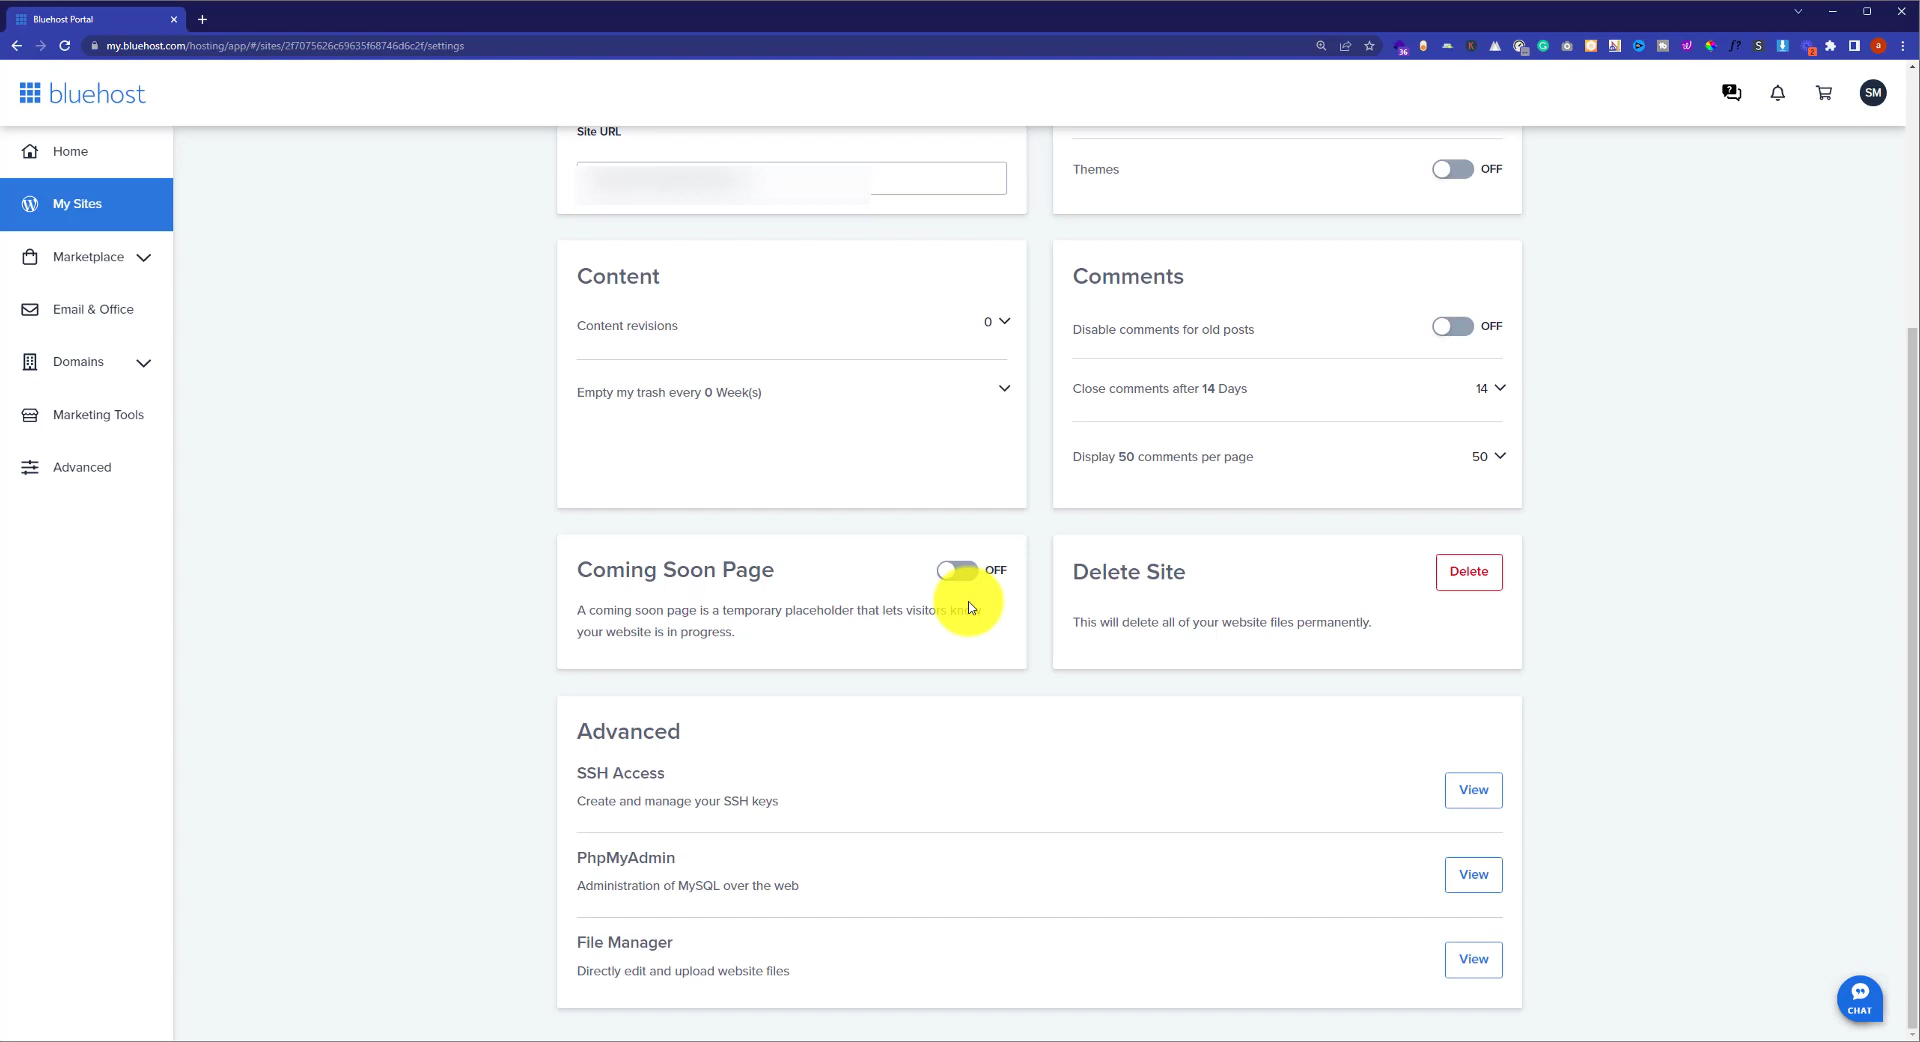 Bluehost Portal
my.bluehost.com/hosting/app/#/sites/2f7075626c69635f68746d6c2f/settings
36
2
a
bluehost
SM
Home
My Sites
Marketplace
Email & Office
Domains
Marketing Tools
Advanced
Site URL
Themes
OFF
Content
Content revisions
0
Empty my trash every 0 Week(s)
Comments
Disable comments for old posts
OFF
Close comments after 14 Days
14
Display 50 comments per page
50
Coming Soon Page
OFF
A coming soon page is a temporary placeholder that lets visitors know
your website is in progress.
Delete Site
Delete
This will delete all of your website files permanently.
Advanced
SSH Access
Create and manage your SSH keys
View
PhpMyAdmin
Administration of MySQL over the web
View
File Manager
Directly edit and upload website files
View
CHAT